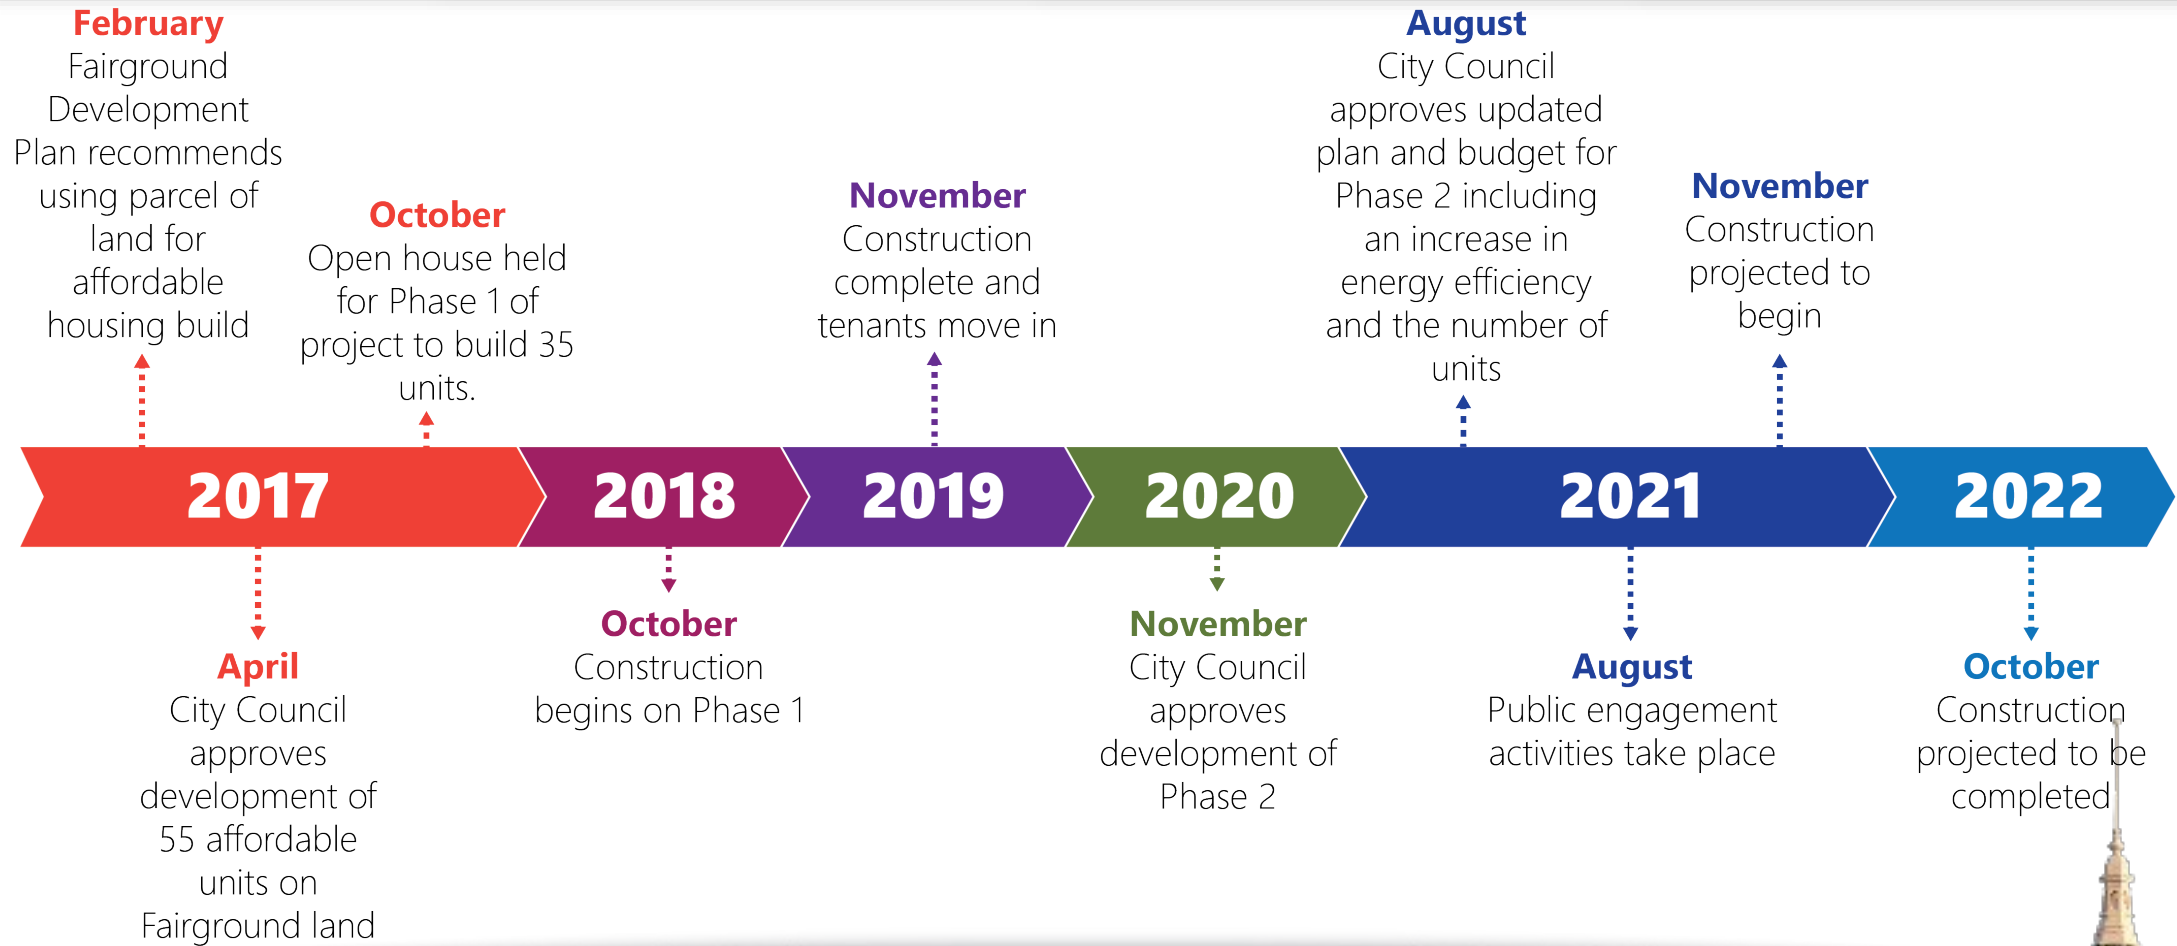 February
Fairground
Development
Plan recommends
using parcel of
land for
affordable
housing build
October
Open house held
for Phase 1 of
project to build 35
units.
November
Construction
complete and
tenants move in
August
City Council
approves updated
plan and budget for
Phase 2 including
an increase in
energy efficiency
and the number of
units
November
Construction
projected to
begin
2017
2018
2019
2020
2021
2022
April
City Council
approves
development of
55 affordable
units on
Fairground land
October
Construction
begins on Phase 1
November
City Council
approves
development of
Phase 2
August
Public engagement
activities take place
October
Construction
projected to be
completed